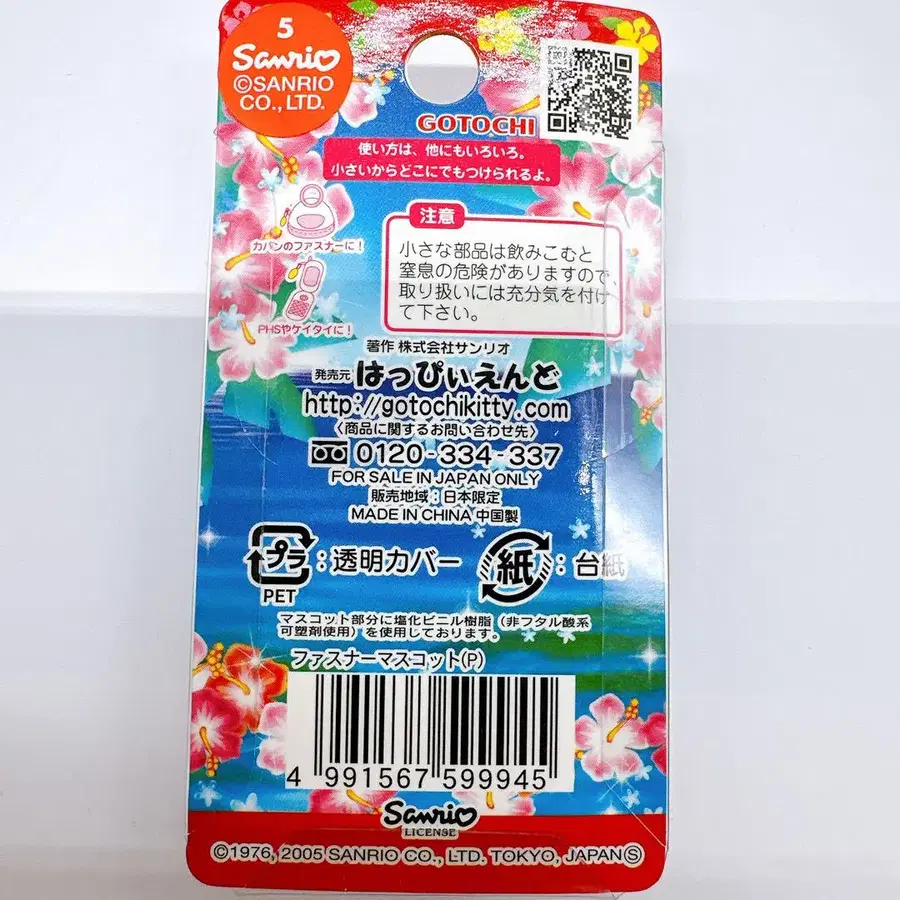 5
Sanrio
©SANRIO
CO., LTD.
GOTOCHI
使い方は、他にもいろいろ。
小さいからどこにでもつけられるよ。
カバンのファスナーに!
PHSやケイタイに!
注意
小さな部品は飲みこむと
窒息の危険がありますので、
取り扱いには充分気を付け
て下さい。
著作 株式会社サンリオ
発売元 はっぴぃえんど
http://gotochikitty.com
〈商品に関するお問い合わせ先〉
0120-334-337
FOR SALE IN JAPAN ONLY
販売地域:日本限定
MADE IN CHINA 中国製
プラ:透明カバー
PET
紙:台紙
マスコット部分に塩化ビニル樹脂(非フタル酸系
可塑剤使用)を使用しております。
ファスナーマスコット(P)
4 991567 599945
Sanrio
LICENSE
©1976, 2005 SANRIO CO., LTD. TOKYO, JAPAN Ⓢ